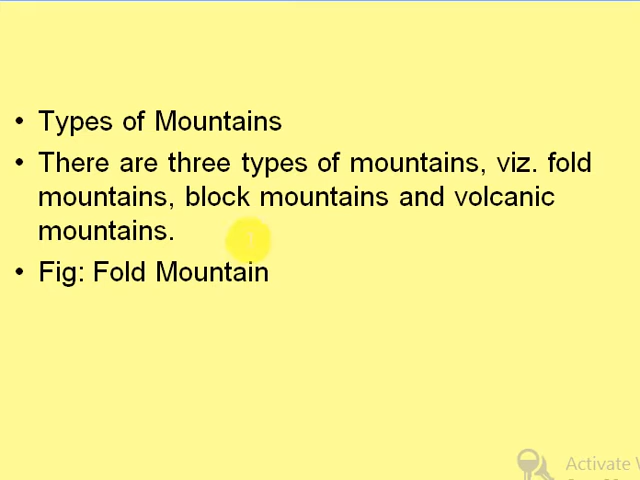 • Types of Mountains
• There are three types of mountains, viz. fold
mountains, block mountains and volcanic
mountains.
• Fig: Fold Mountain
Activate